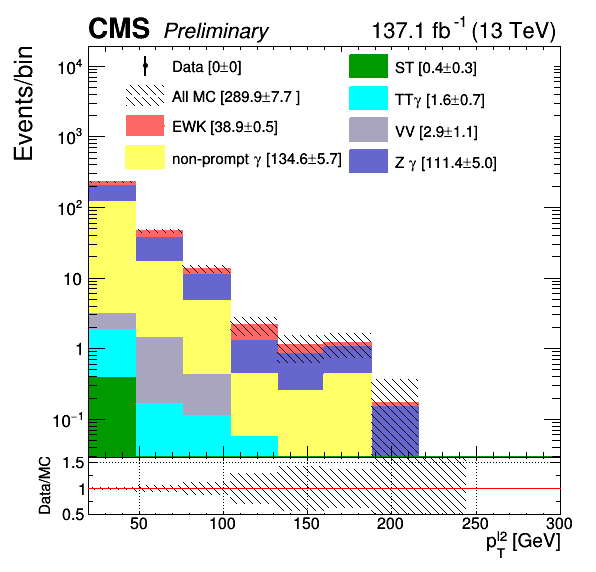 CMS Preliminary 137.1 fb⁻¹ (13 TeV)
Events/bin
Data [0±0]
All MC [289.9±7.7 ]
EWK [38.9±0.5]
non-prompt γ [134.6±5.7]
ST [0.4±0.3]
TTγ [1.6±0.7]
VV [2.9±1.1]
Z γ [111.4±5.0]
10⁴
10³
10²
10
1
10⁻¹
Data/MC
1.5
1
0.5
50 100 150 200 250 300
p_T^{l2} [GeV]